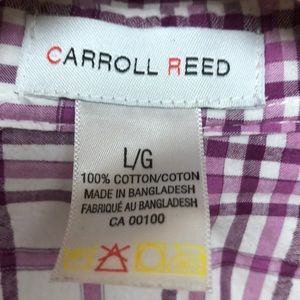 CARROLL REED
L/G
100% COTTON/COTON
MADE IN BANGLADESH
FABRIQUÉ AU BANGLADESH
CA 00100